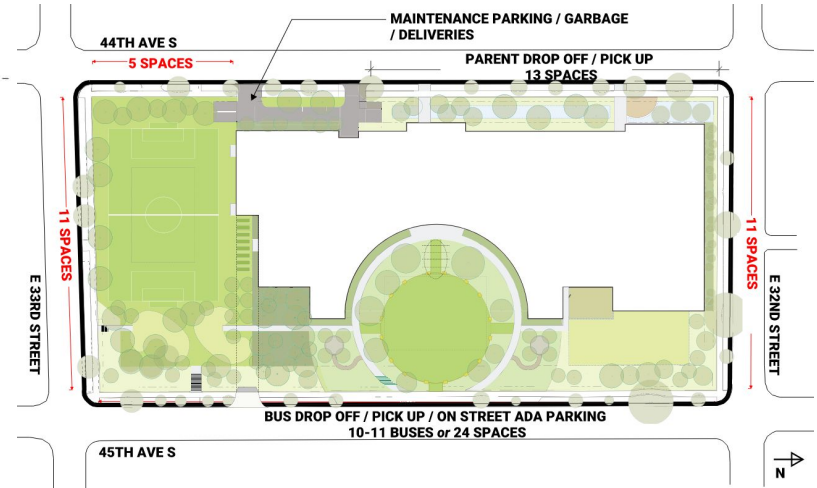 MAINTENANCE PARKING / GARBAGE
/ DELIVERIES
44TH AVE S
5 SPACES
PARENT DROP OFF / PICK UP
13 SPACES
11 SPACES
11 SPACES
E 33RD STREET
E 32ND STREET
BUS DROP OFF / PICK UP / ON STREET ADA PARKING
10-11 BUSES or 24 SPACES
45TH AVE S
N